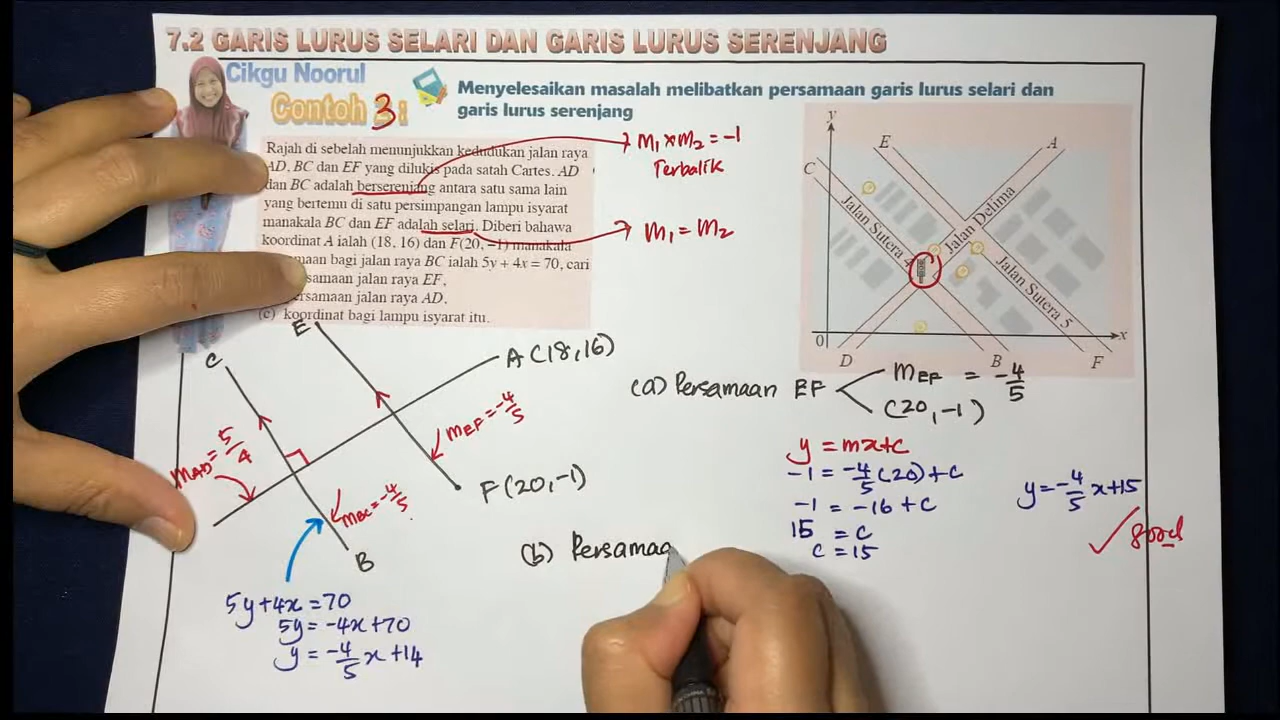 7.2 GARIS LURUS SELARI DAN GARIS LURUS SERENJANG
Cikgu Noorul
Contoh 3:
Menyelesaikan masalah melibatkan persamaan garis lurus selari dan
garis lurus serenjang
Rajah di sebelah menunjukkan kedudukan jalan raya
AD, BC dan EF yang dilukis pada satah Cartes. AD
dan BC adalah berserenjang antara satu sama lain
yang bertemu di satu persimpangan lampu isyarat
manakala BC dan EF adalah selari. Diberi bahawa
koordinat A ialah (18, 16) dan F(20, −1) manakala
maan bagi jalan raya BC ialah 5y + 4x = 70, cari
rsamaan jalan raya EF,
ersamaan jalan raya AD,
(c) koordinat bagi lampu isyarat itu.
m₁ × m₂ = -1
Terbalik
m₁ = m₂
y
E
A
C
Jalan Sutera 4
Jalan Delima
Jalan Sutera 5
0
x
D
B
F
C
E
A (18,16)
m_AD = 5/4
m_EF = -4/5
m_BC = -4/5
F (20,-1)
B
5y+4x = 70
5y = -4x+70
y = -4/5 x + 14
(a) Persamaan EF
m_EF = -4/5
(20,-1)
y = mx+c
-1 = -4/5 (20) + c
-1 = -16 + c
15 = c
c = 15
y = -4/5 x + 15
✓ good
(b) Persamaa